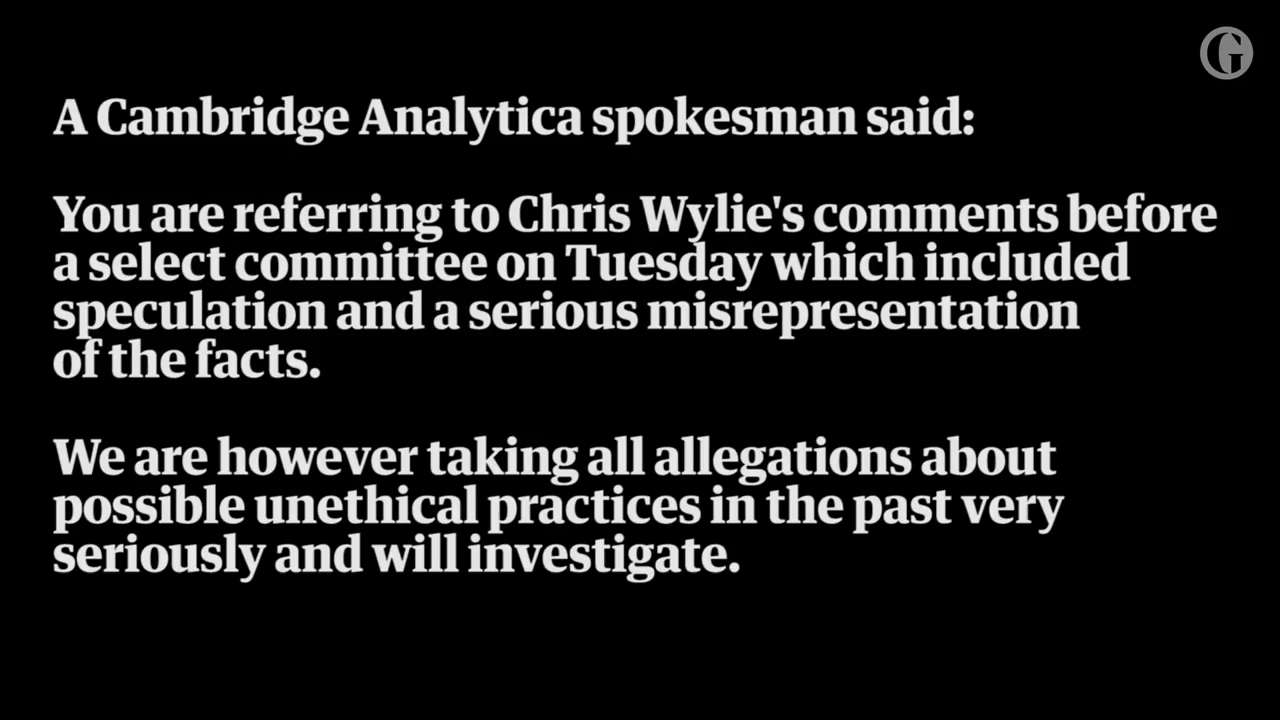 G
A Cambridge Analytica spokesman said:
You are referring to Chris Wylie's comments before
a select committee on Tuesday which included
speculation and a serious misrepresentation
of the facts.
We are however taking all allegations about
possible unethical practices in the past very
seriously and will investigate.